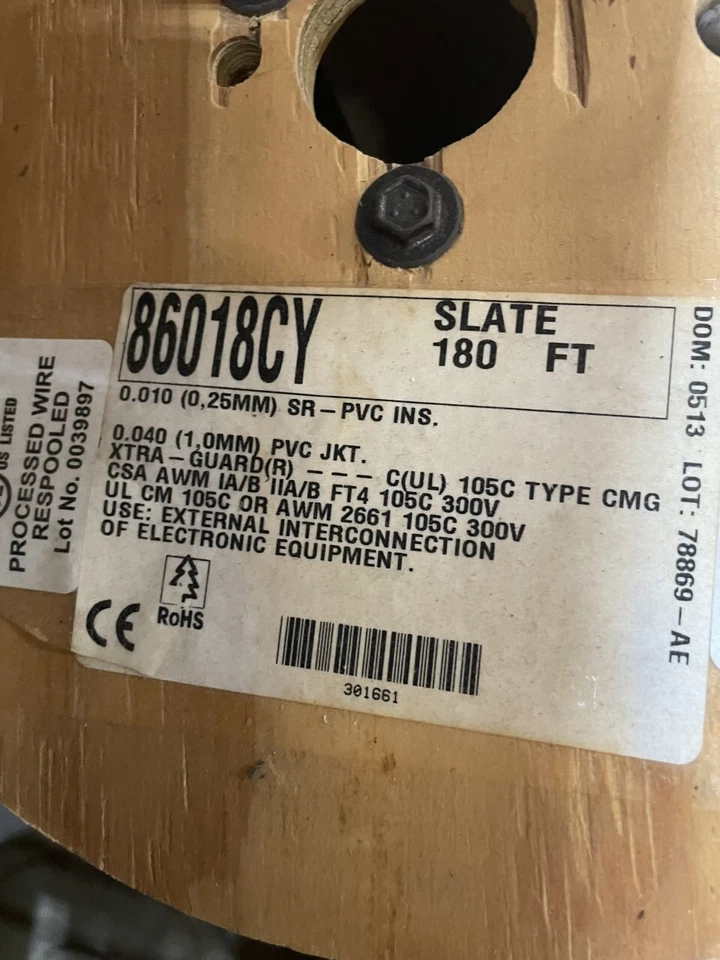 86018CY
SLATE
180 FT
0.010 (0,25MM) SR-PVC INS.
0.040 (1,0MM) PVC JKT.
XTRA-GUARD(R) --- C(UL) 105C TYPE CMG
CSA AWM IA/B IIA/B FT4 105C 300V
UL CM 105C OR AWM 2661 105C 300V
USE: EXTERNAL INTERCONNECTION
OF ELECTRONIC EQUIPMENT.
CE
RoHS
301661
DOM: 0513 LOT: 78869-AE
US LISTED
PROCESSED WIRE
RESPOOLED
Lot No. 0039897